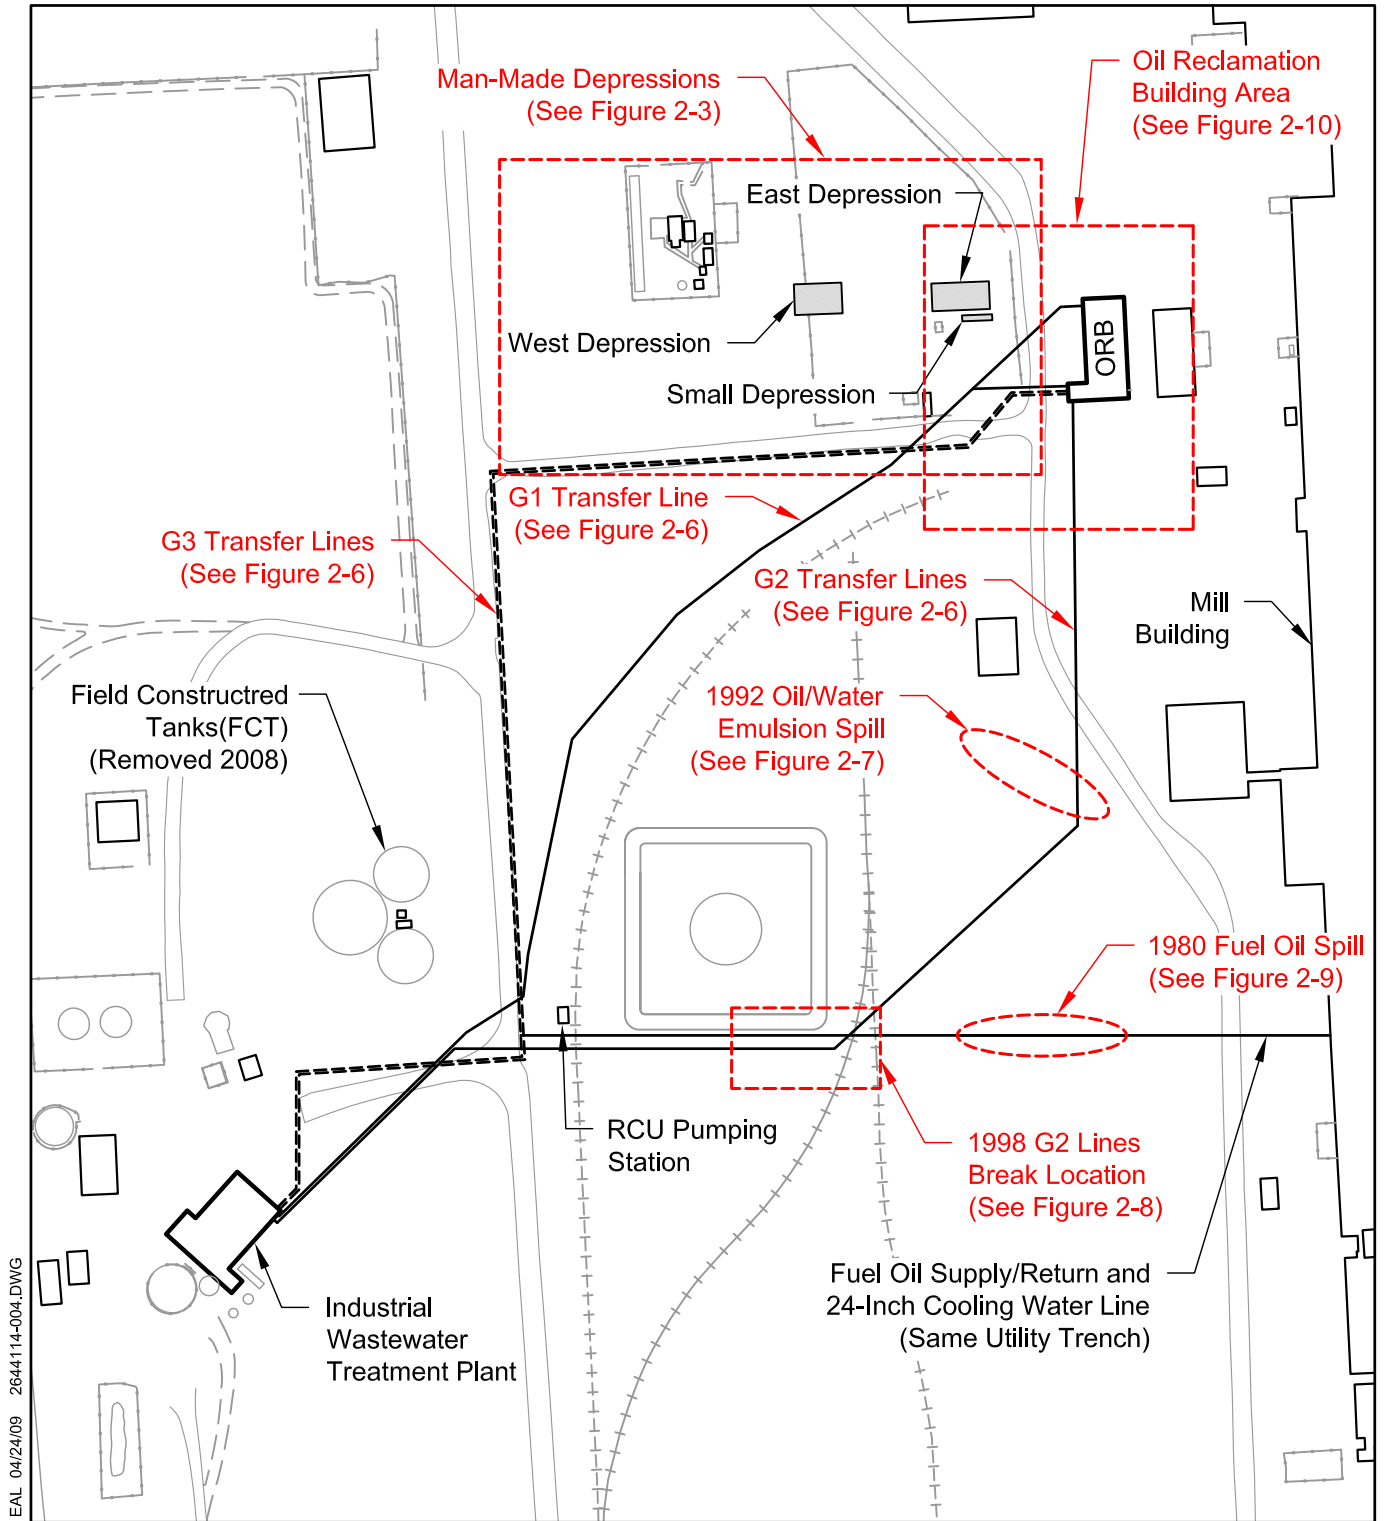 Man-Made Depressions
(See Figure 2-3)
Oil Reclamation
Building Area
(See Figure 2-10)
East Depression
West Depression
Small Depression
ORB
G1 Transfer Line
(See Figure 2-6)
G3 Transfer Lines
(See Figure 2-6)
G2 Transfer Lines
(See Figure 2-6)
Mill
Building
Field Constructred
Tanks(FCT)
(Removed 2008)
1992 Oil/Water
Emulsion Spill
(See Figure 2-7)
1980 Fuel Oil Spill
(See Figure 2-9)
RCU Pumping
Station
1998 G2 Lines
Break Location
(See Figure 2-8)
Fuel Oil Supply/Return and
24-Inch Cooling Water Line
(Same Utility Trench)
Industrial
Wastewater
Treatment Plant
EAL 04/24/09 2644114-004.DWG